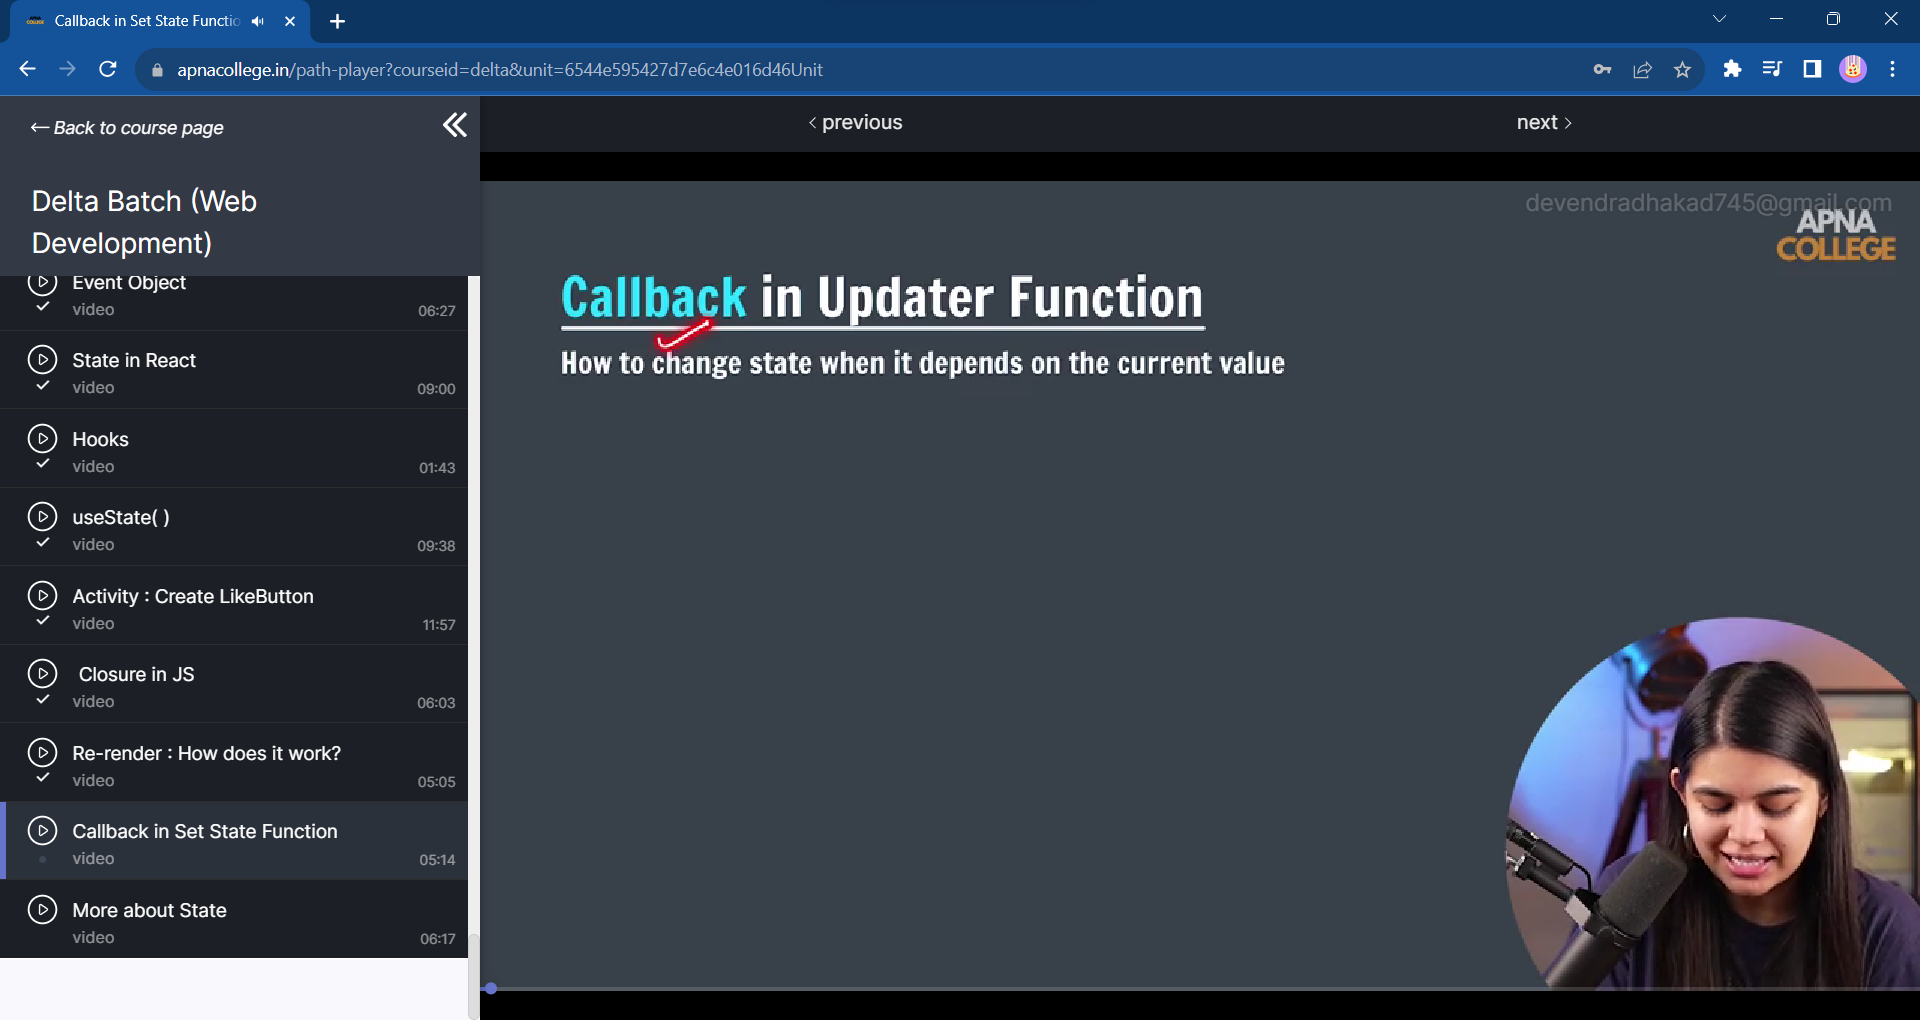 Callback in Set State Functio
apnacollege.in/path-player?courseid=delta&unit=6544e595427d7e6c4e016d46Unit
← Back to course page
‹ previous
next ›
Delta Batch (Web
Development)
Event Object
video
06:27
State in React
video
09:00
Hooks
video
01:43
useState( )
video
09:38
Activity : Create LikeButton
video
11:57
Closure in JS
video
06:03
Re-render : How does it work?
video
05:05
Callback in Set State Function
video
05:14
More about State
video
06:17
devendradhakad745@gmail.com
APNA
COLLEGE
Callback in Updater Function
How to change state when it depends on the current value